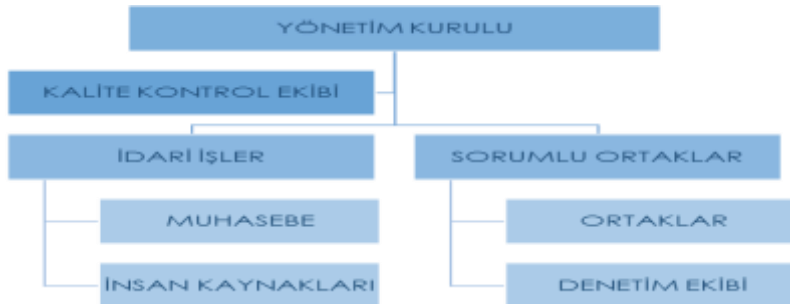 YÖNETİM KURULU
KALİTE KONTROL EKİBİ
İDARİ İŞLER
SORUMLU ORTAKLAR
MUHASEBE
ORTAKLAR
İNSAN KAYNAKLARI
DENETİM EKİBİ